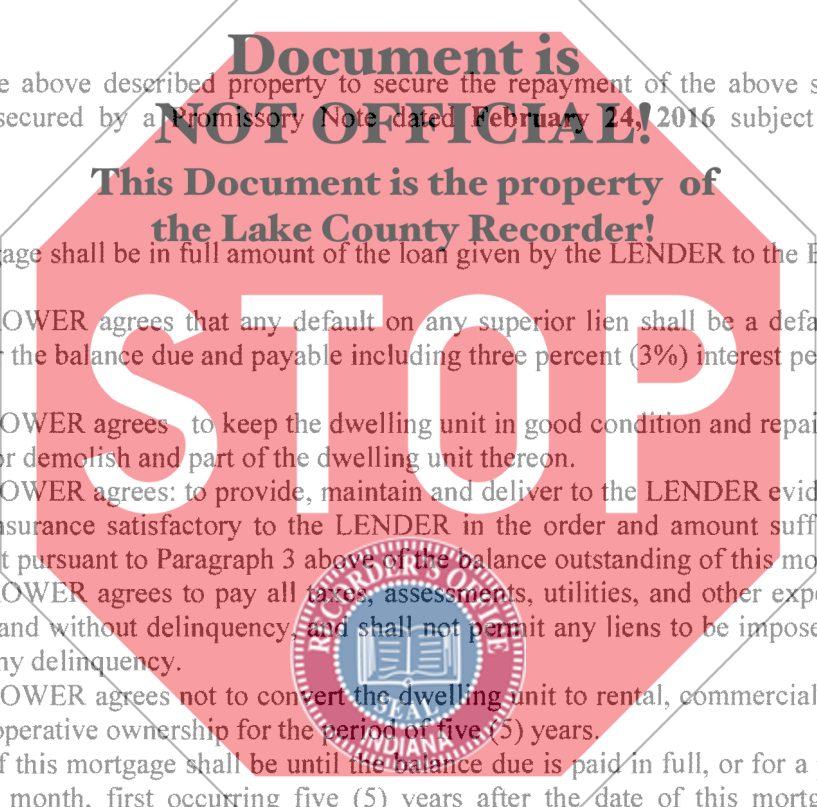 Document is
NOT OFFICIAL!
This Document is the property of
the Lake County Recorder!
STOP
e above described property to secure the repayment of the above s
secured by a Promissory Note dated February 24, 2016 subject
age shall be in full amount of the loan given by the LENDER to the B
OWER agrees that any default on any superior lien shall be a defa
r the balance due and payable including three percent (3%) interest pe
OWER agrees to keep the dwelling unit in good condition and repai
or demolish and part of the dwelling unit thereon.
OWER agrees: to provide, maintain and deliver to the LENDER evid
nsurance satisfactory to the LENDER in the order and amount suff
t pursuant to Paragraph 3 above of the balance outstanding of this mo
OWER agrees to pay all taxes, assessments, utilities, and other expe
and without delinquency, and shall not permit any liens to be impose
ny delinquency.
OWER agrees not to convert the dwelling unit to rental, commercial
operative ownership for the period of five (5) years.
f this mortgage shall be until the balance due is paid in full, or for a
month, first occurring five (5) years after the date of this mortg
RECORDER'S OFFICE
SEAL
INDIANA